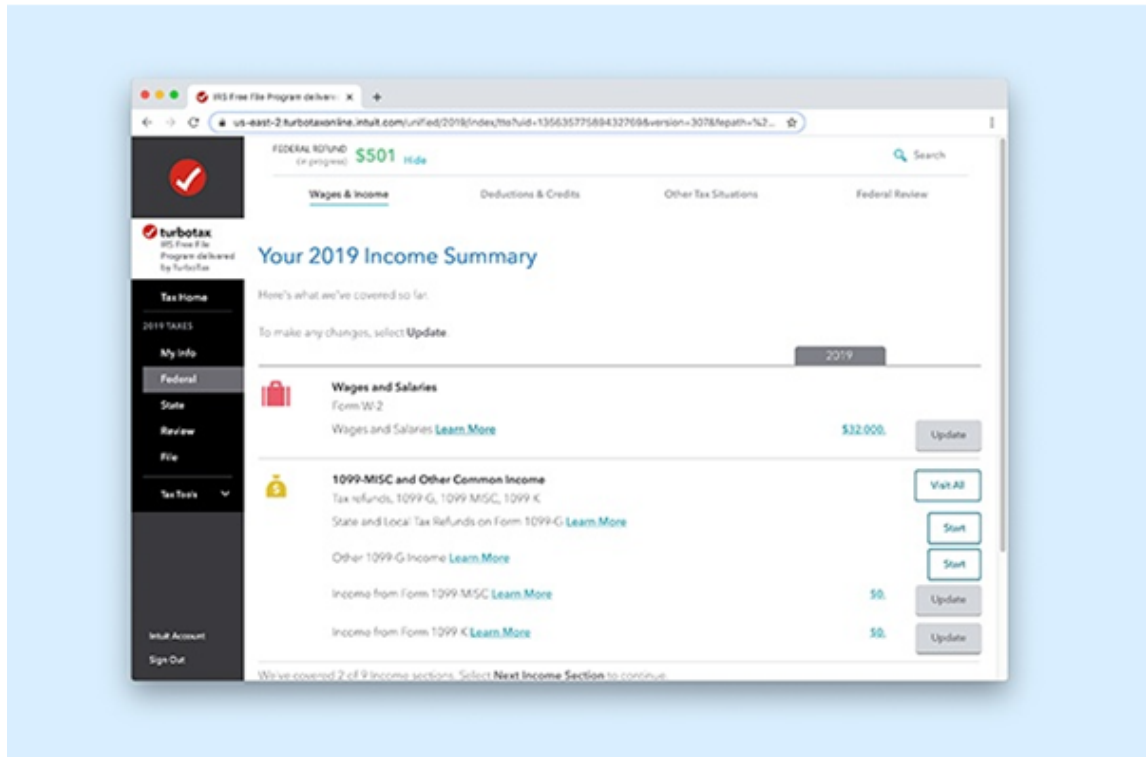 IRS Free File Program deliver
us-east-2.turbotaxonline.intuit.com/unified/2019/index/tto?uid=13563577589432769&version=307&fepath=%2...
FEDERAL REFUND
(in progress)
$501 Hide
Search
Wages & Income Deductions & Credits Other Tax Situations Federal Review
turbotax
IRS Free File
Program delivered
by TurboTax
Tax Home
2019 TAXES
My Info
Federal
State
Review
File
Tax Tools
Intuit Account
Sign Out
Your 2019 Income Summary
Here's what we've covered so far.
To make any changes, select Update.
2019
Wages and Salaries
Form W-2
Wages and Salaries Learn More $32,000. Update
1099-MISC and Other Common Income Visit All
Tax refunds, 1099-G, 1099-MISC, 1099-K
State and Local Tax Refunds on Form 1099-G Learn More Start
Other 1099-G Income Learn More Start
Income from Form 1099-MISC Learn More $0. Update
Income from Form 1099-K Learn More $0. Update
We've covered 2 of 9 Income sections. Select Next Income Section to continue.